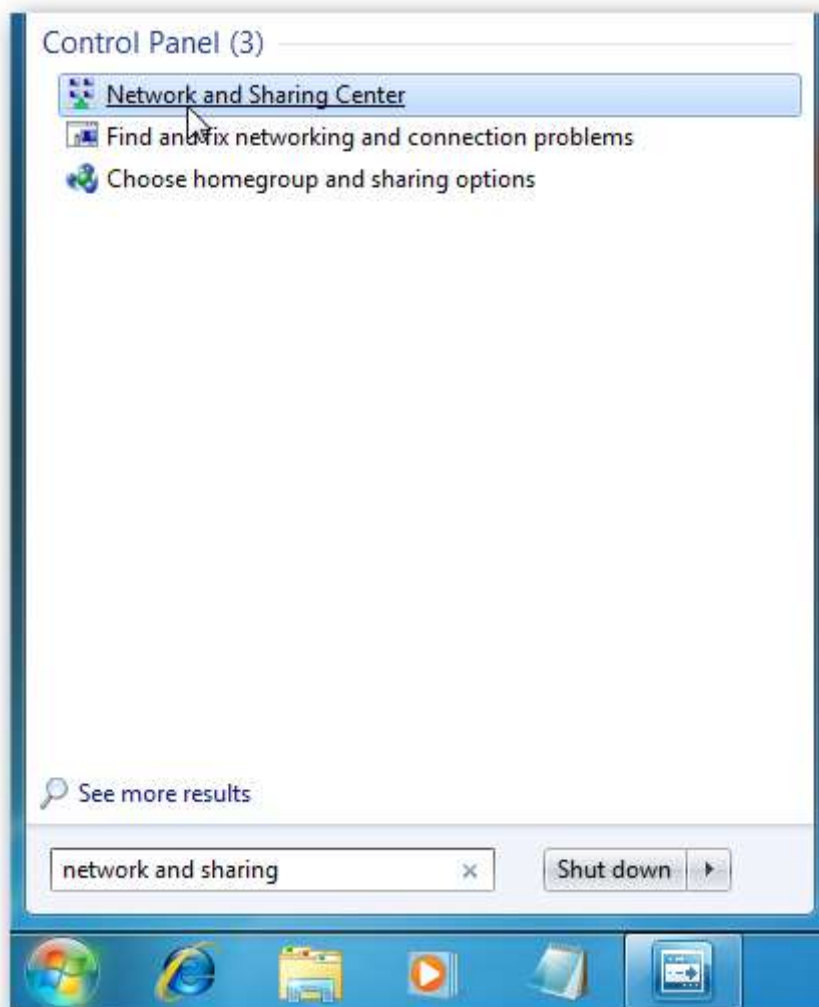 Control Panel (3)
Network and Sharing Center
Find and fix networking and connection problems
Choose homegroup and sharing options
See more results
network and sharing
Shut down